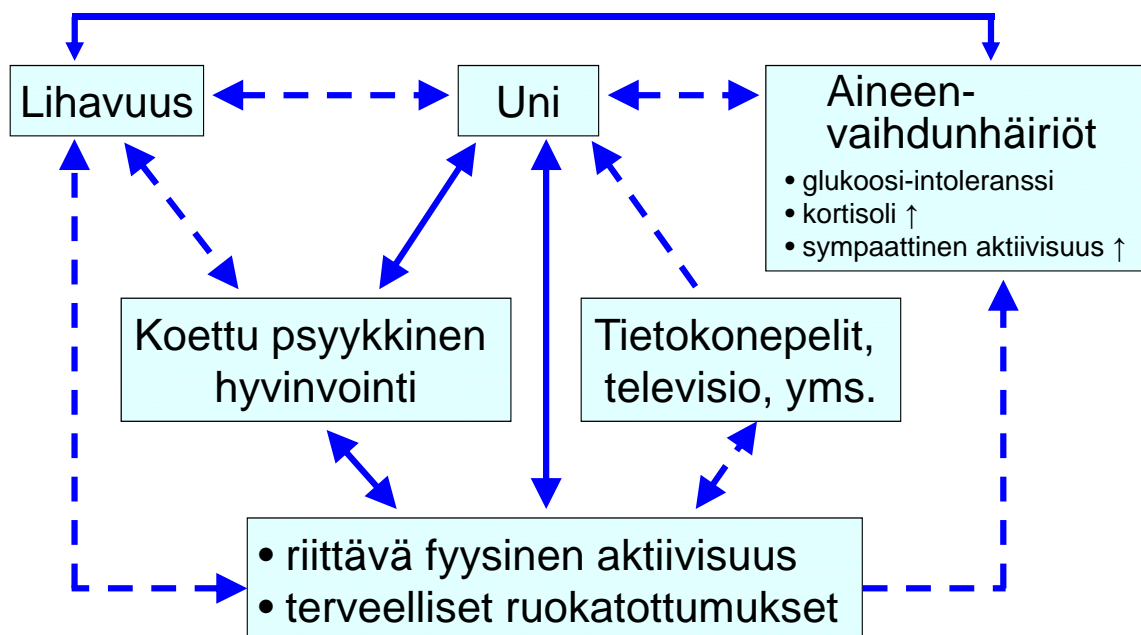 Lihavuus
Uni
Aineen-
vaihdunhäiriöt
• glukoosi-intoleranssi
• kortisoli ↑
• sympaattinen aktiivisuus ↑
Koettu psyykkinen
hyvinvointi
Tietokonepelit,
televisio, yms.
• riittävä fyysinen aktiivisuus
• terveelliset ruokatottumukset